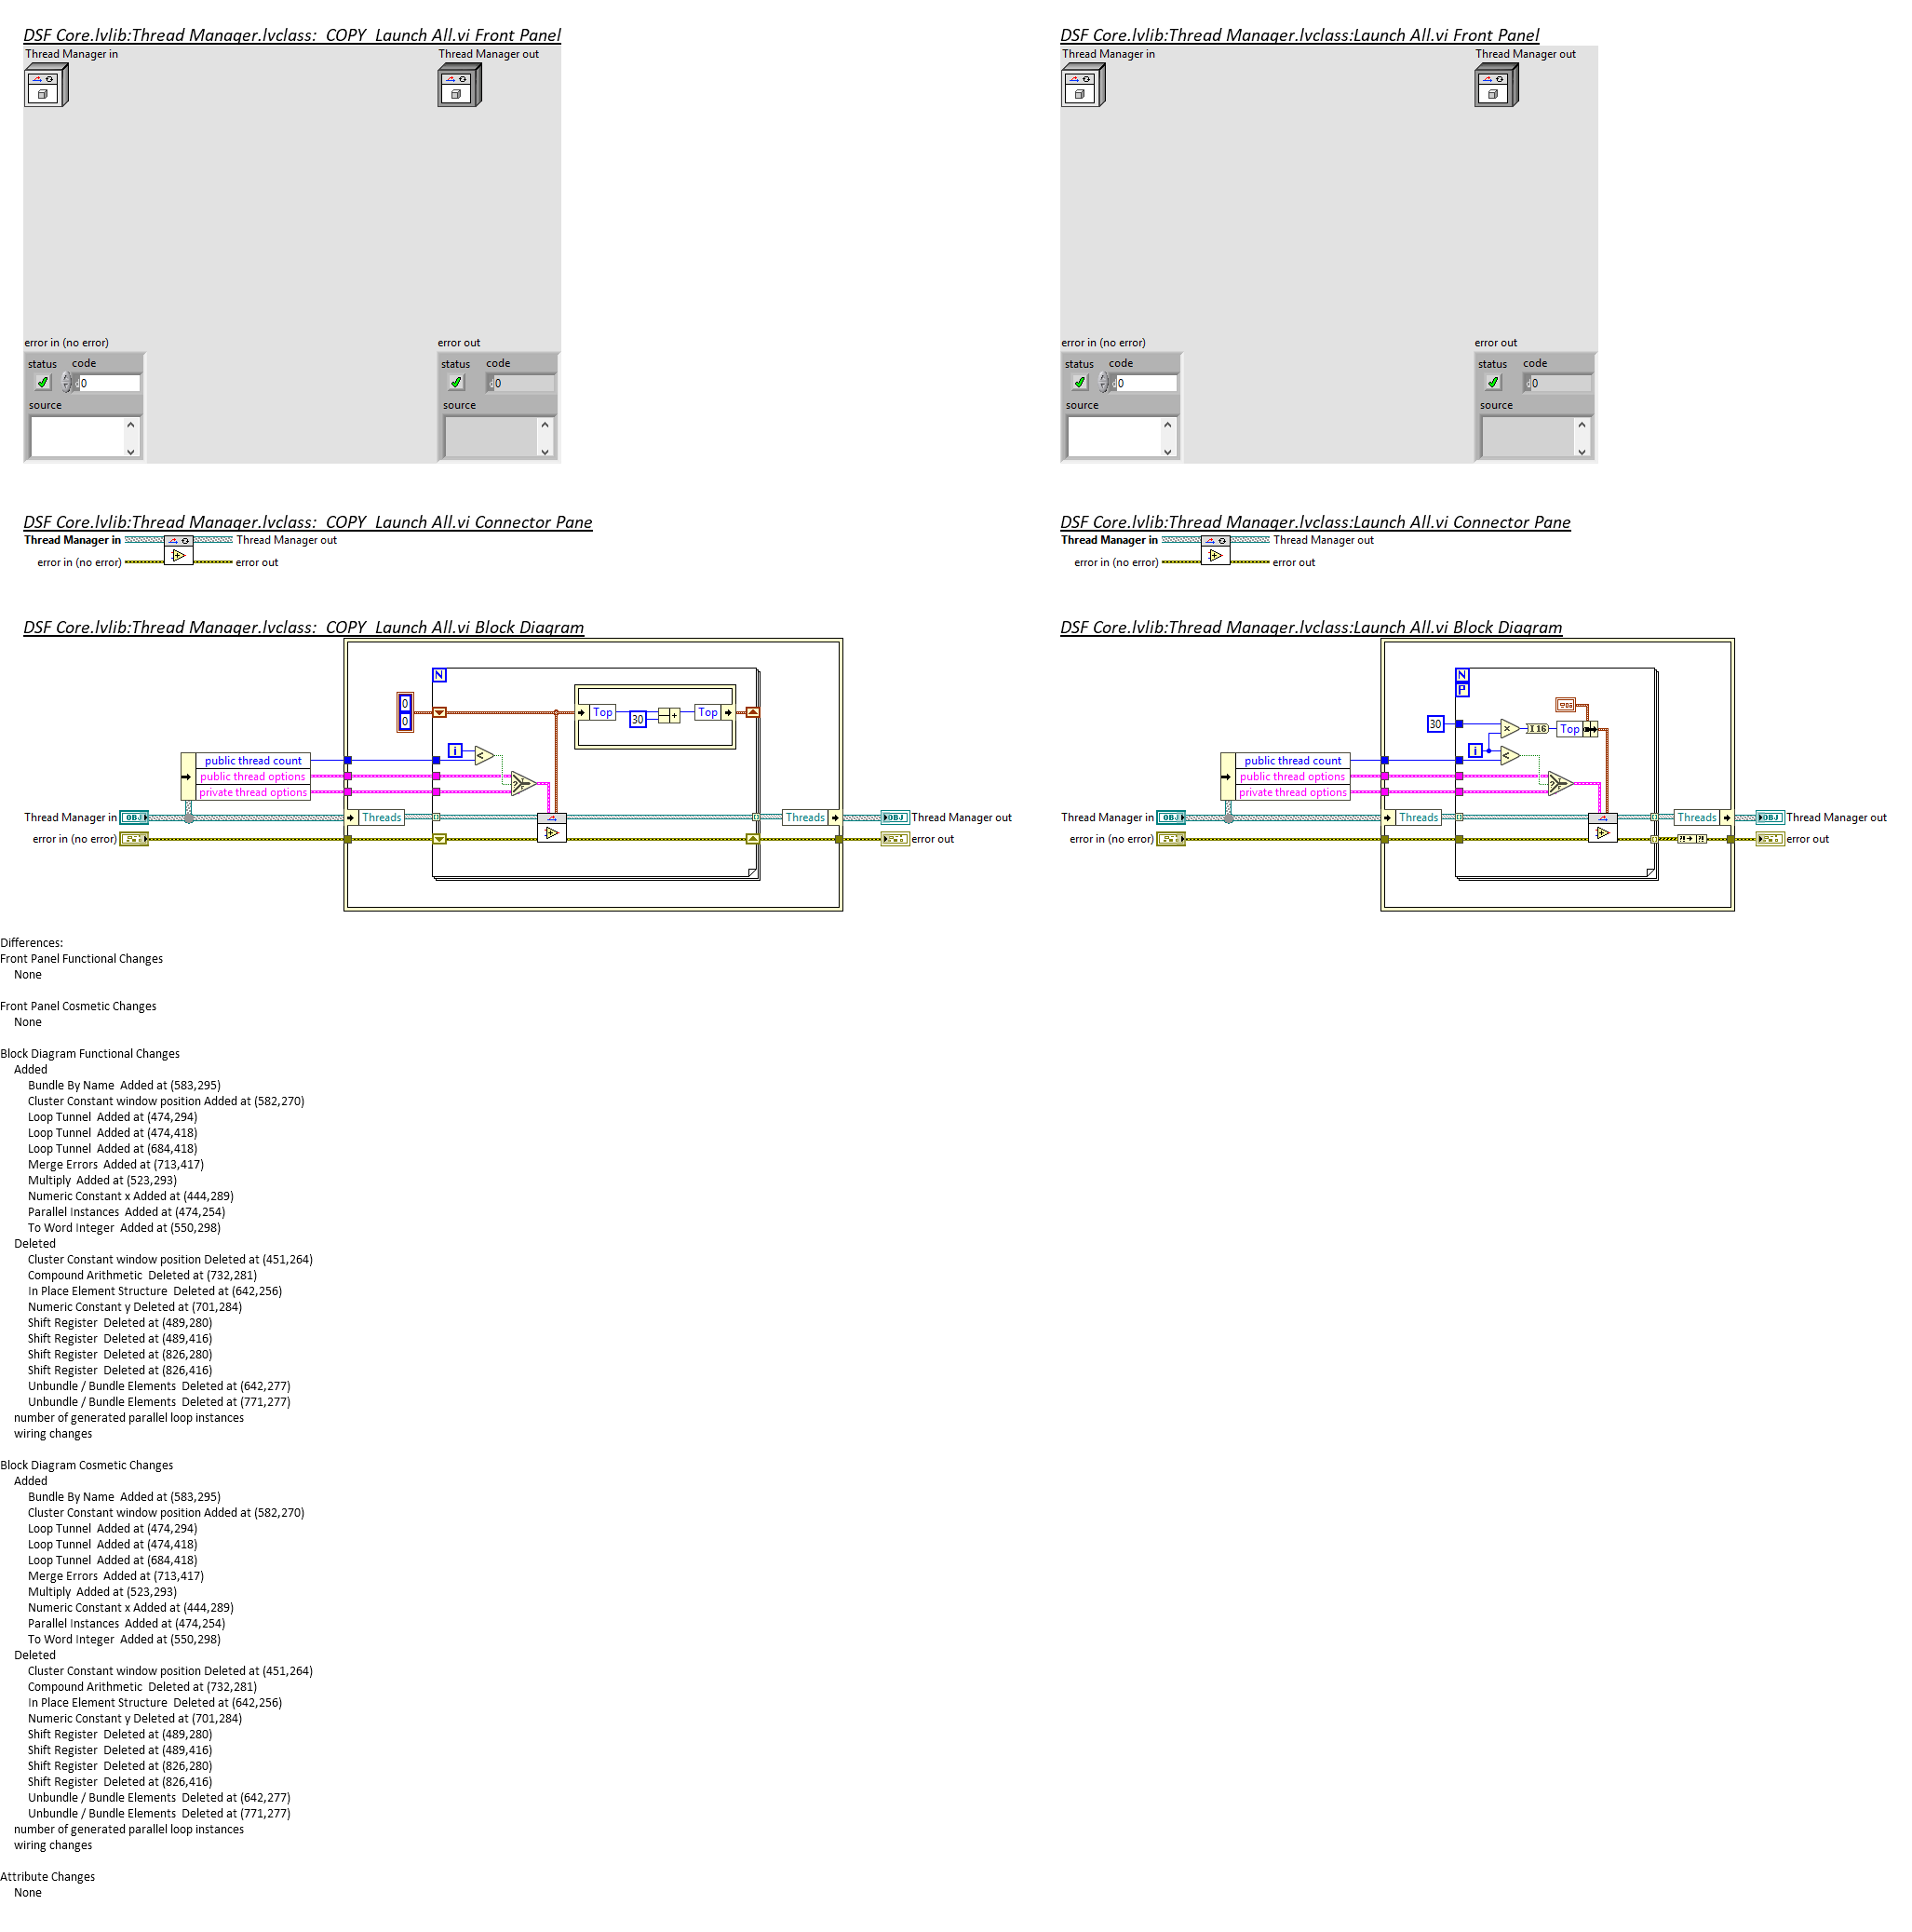 DSF Core.lvlib:Thread Manager.lvclass:  COPY  Launch All.vi Front Panel
Thread Manager in
Thread Manager out
error in (no error)
status code
0
source
error out
status code
0
source
DSF Core.lvlib:Thread Manager.lvclass:Launch All.vi Front Panel
Thread Manager in
Thread Manager out
error in (no error)
status code
0
source
error out
status code
0
source
DSF Core.lvlib:Thread Manager.lvclass:  COPY  Launch All.vi Connector Pane
Thread Manager in
Thread Manager out
error in (no error)
error out
DSF Core.lvlib:Thread Manager.lvclass:Launch All.vi Connector Pane
Thread Manager in
Thread Manager out
error in (no error)
error out
DSF Core.lvlib:Thread Manager.lvclass:  COPY  Launch All.vi Block Diagram
N
0
0
Top
30
+
Top
i
<
public thread count
public thread options
private thread options
Thread Manager in
OBJ
Threads
Threads
OBJ
Thread Manager out
error in (no error)
error out
DSF Core.lvlib:Thread Manager.lvclass:Launch All.vi Block Diagram
N
P
30
x
I16
Top
i
<
public thread count
public thread options
private thread options
Thread Manager in
OBJ
Threads
Threads
OBJ
Thread Manager out
error in (no error)
error out
Differences:
Front Panel Functional Changes
None
Front Panel Cosmetic Changes
None
Block Diagram Functional Changes
Added
Bundle By Name  Added at (583,295)
Cluster Constant window position Added at (582,270)
Loop Tunnel  Added at (474,294)
Loop Tunnel  Added at (474,418)
Loop Tunnel  Added at (684,418)
Merge Errors  Added at (713,417)
Multiply  Added at (523,293)
Numeric Constant x Added at (444,289)
Parallel Instances  Added at (474,254)
To Word Integer  Added at (550,298)
Deleted
Cluster Constant window position Deleted at (451,264)
Compound Arithmetic  Deleted at (732,281)
In Place Element Structure  Deleted at (642,256)
Numeric Constant y Deleted at (701,284)
Shift Register  Deleted at (489,280)
Shift Register  Deleted at (489,416)
Shift Register  Deleted at (826,280)
Shift Register  Deleted at (826,416)
Unbundle / Bundle Elements  Deleted at (642,277)
Unbundle / Bundle Elements  Deleted at (771,277)
number of generated parallel loop instances
wiring changes
Block Diagram Cosmetic Changes
Added
Bundle By Name  Added at (583,295)
Cluster Constant window position Added at (582,270)
Loop Tunnel  Added at (474,294)
Loop Tunnel  Added at (474,418)
Loop Tunnel  Added at (684,418)
Merge Errors  Added at (713,417)
Multiply  Added at (523,293)
Numeric Constant x Added at (444,289)
Parallel Instances  Added at (474,254)
To Word Integer  Added at (550,298)
Deleted
Cluster Constant window position Deleted at (451,264)
Compound Arithmetic  Deleted at (732,281)
In Place Element Structure  Deleted at (642,256)
Numeric Constant y Deleted at (701,284)
Shift Register  Deleted at (489,280)
Shift Register  Deleted at (489,416)
Shift Register  Deleted at (826,280)
Shift Register  Deleted at (826,416)
Unbundle / Bundle Elements  Deleted at (642,277)
Unbundle / Bundle Elements  Deleted at (771,277)
number of generated parallel loop instances
wiring changes
Attribute Changes
None